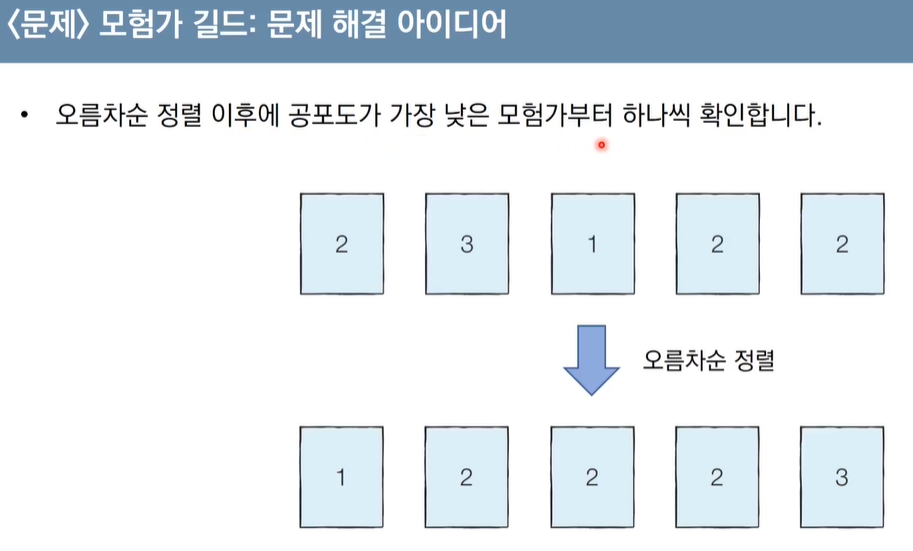 〈문제〉 모험가 길드: 문제 해결 아이디어
• 오름차순 정렬 이후에 공포도가 가장 낮은 모험가부터 하나씩 확인합니다.
2 3 1 2 2
오름차순 정렬
1 2 2 2 3